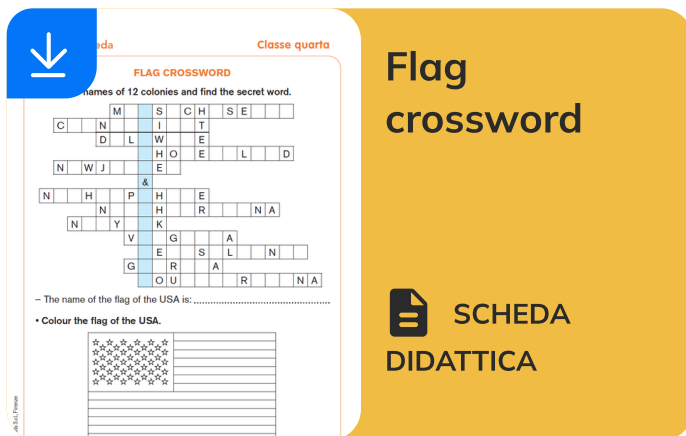 eda
Classe quarta
FLAG CROSSWORD
names of 12 colonies and find the secret word.
M S C H S E
C N I T
D L W E
H O E L D
N W J E
&
N H P H E
N H R N A
N Y K
V G A
E S L N
G R A
O U R N A
– The name of the flag of the USA is:
• Colour the flag of the USA.
Flag
crossword
SCHEDA
DIDATTICA